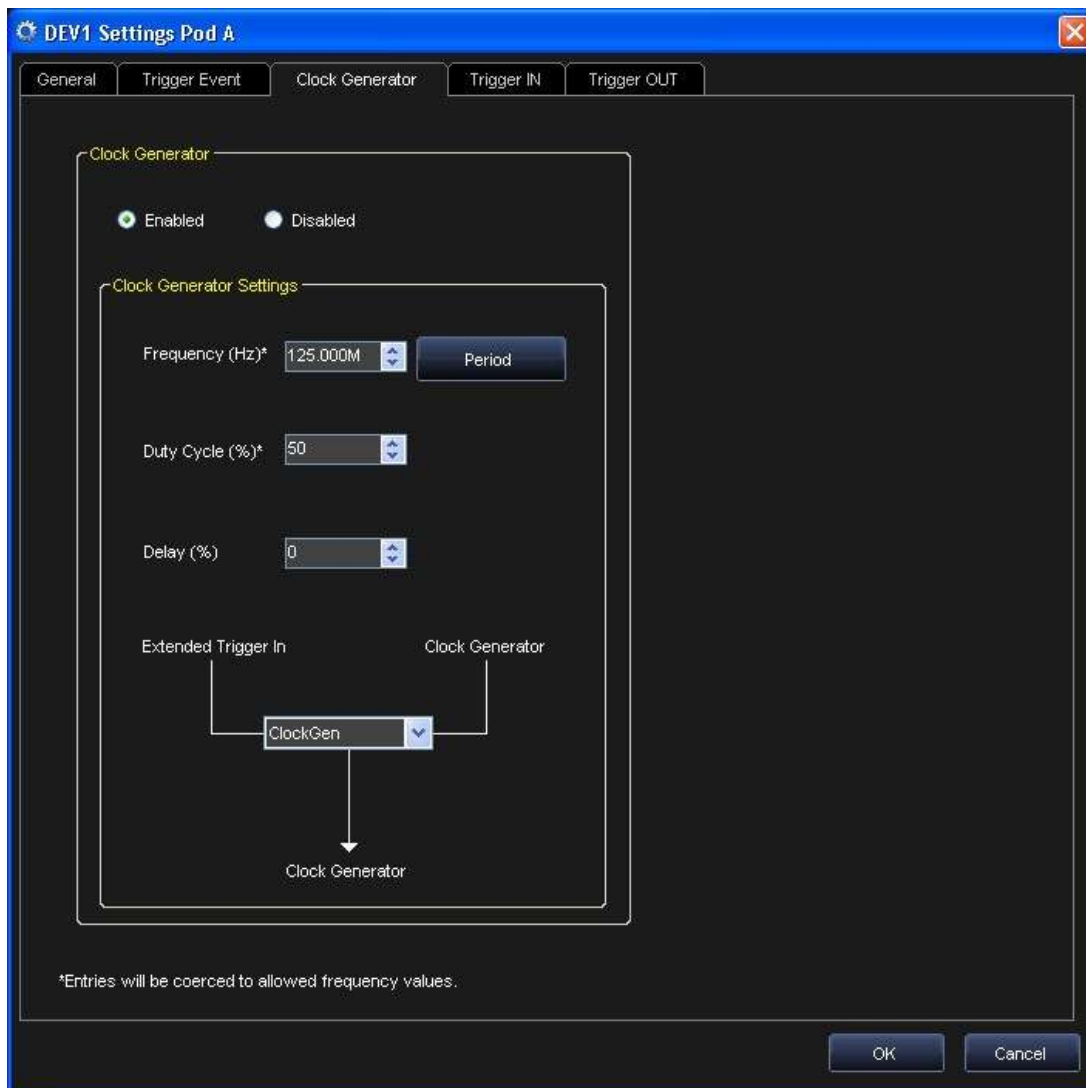 DEV1 Settings Pod A
General Trigger Event Clock Generator Trigger IN Trigger OUT
Clock Generator
Enabled Disabled
Clock Generator Settings
Frequency (Hz)* 125.000M Period
Duty Cycle (%)* 50
Delay (%) 0
Extended Trigger In Clock Generator
ClockGen
Clock Generator
*Entries will be coerced to allowed frequency values.
OK Cancel